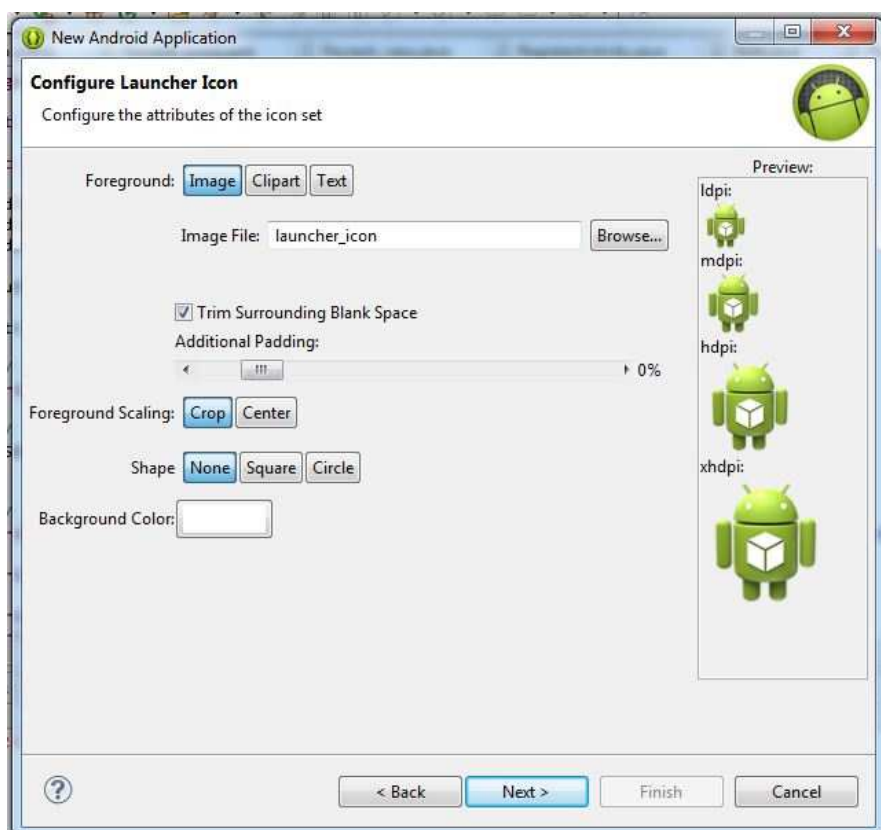 New Android Application
Configure Launcher Icon
Configure the attributes of the icon set
Foreground: Image Clipart Text
Image File: launcher_icon Browse...
Trim Surrounding Blank Space
Additional Padding:
0%
Foreground Scaling: Crop Center
Shape None Square Circle
Background Color:
Preview:
ldpi:
mdpi:
hdpi:
xhdpi:
? < Back Next > Finish Cancel